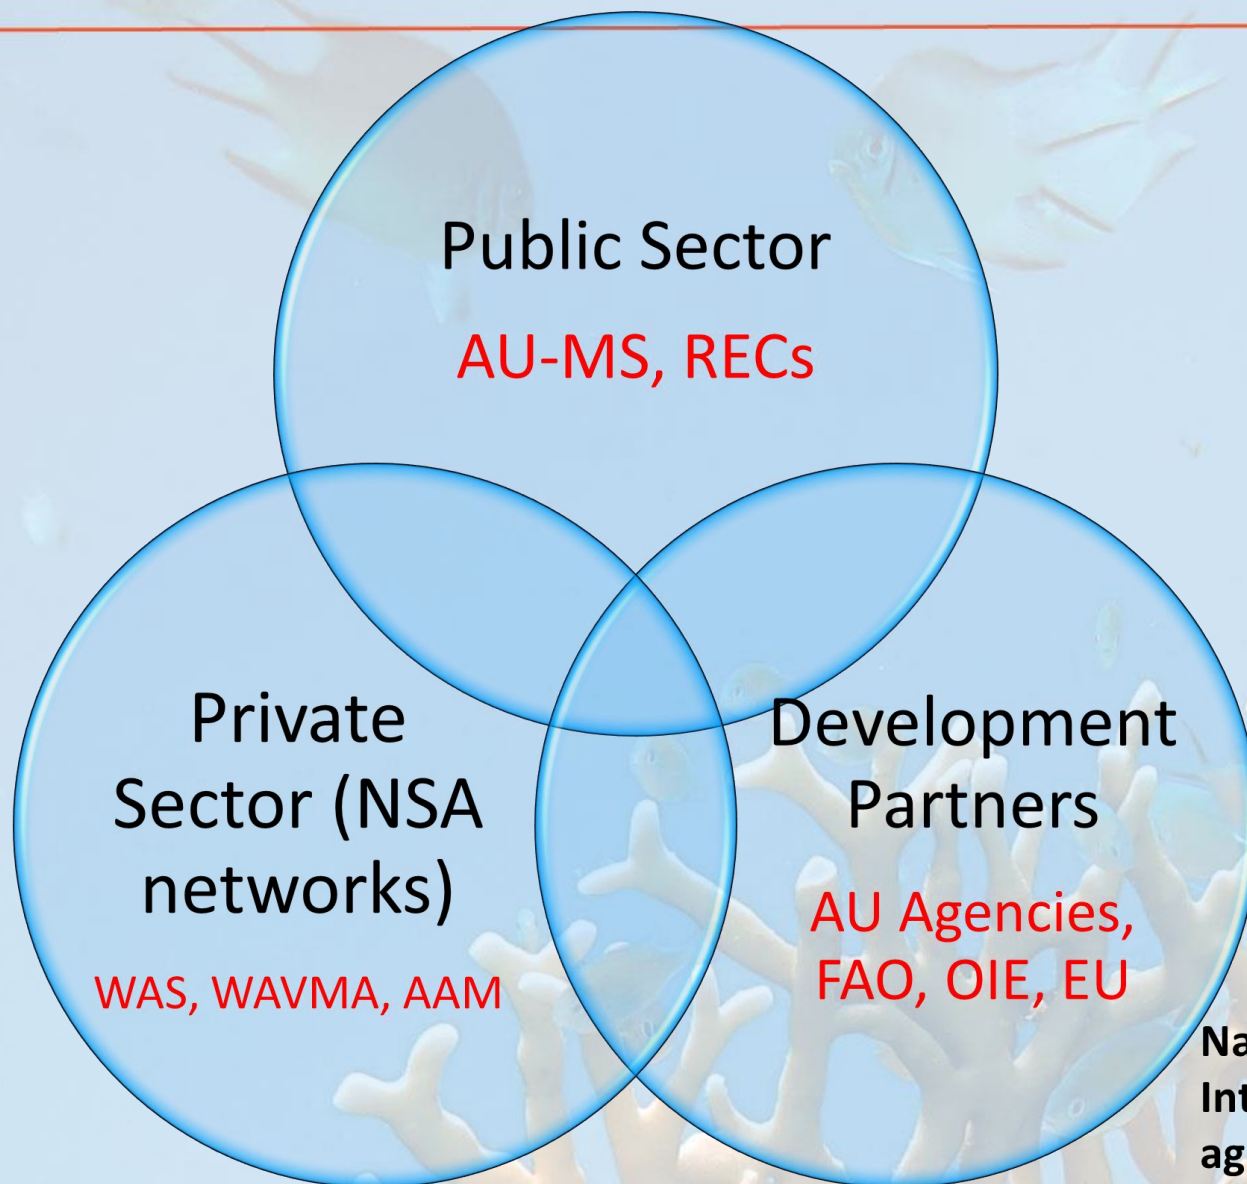 Public Sector
AU-MS, RECs
Private
Sector (NSA
networks)
WAS, WAVMA, AAM
Development
Partners
AU Agencies,
FAO, OIE, EU